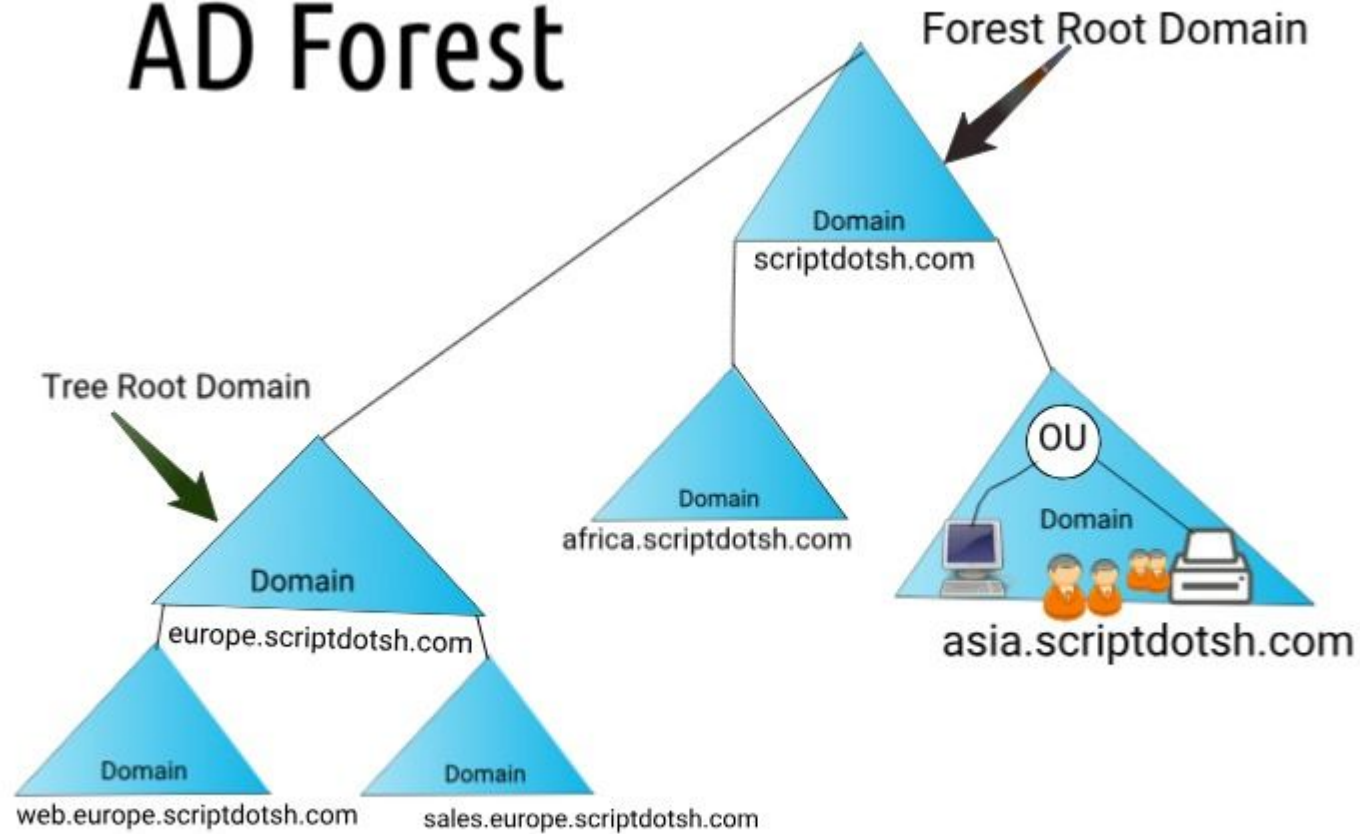 AD Forest
Forest Root Domain
Domain
scriptdotsh.com
Tree Root Domain
OU
Domain
africa.scriptdotsh.com
Domain
asia.scriptdotsh.com
Domain
europe.scriptdotsh.com
Domain
web.europe.scriptdotsh.com
Domain
sales.europe.scriptdotsh.com